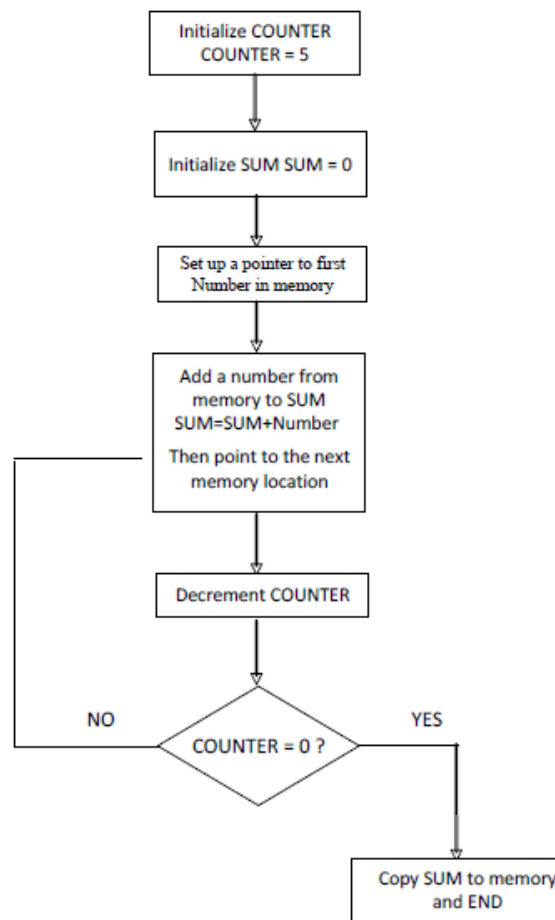 Initialize COUNTER
COUNTER = 5
Initialize SUM SUM = 0
Set up a pointer to first
Number in memory
Add a number from
memory to SUM
SUM=SUM+Number
Then point to the next
memory location
Decrement COUNTER
NO
COUNTER = 0 ?
YES
Copy SUM to memory
and END